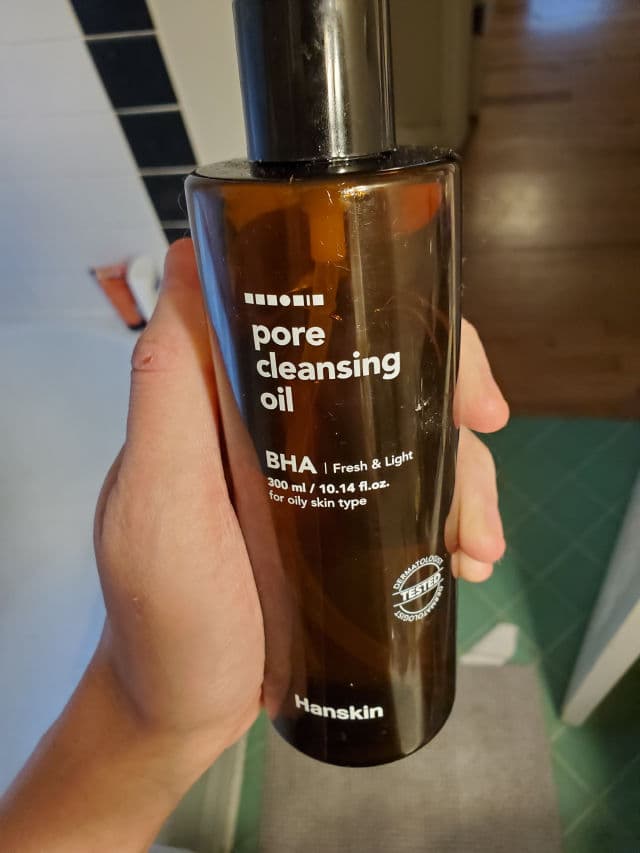 pore
cleansing
oil
BHA | Fresh & Light
300 ml / 10.14 fl.oz.
for oily skin type
DERMATOLOGIST
TESTED
DERMATOLOGIST
Hanskin